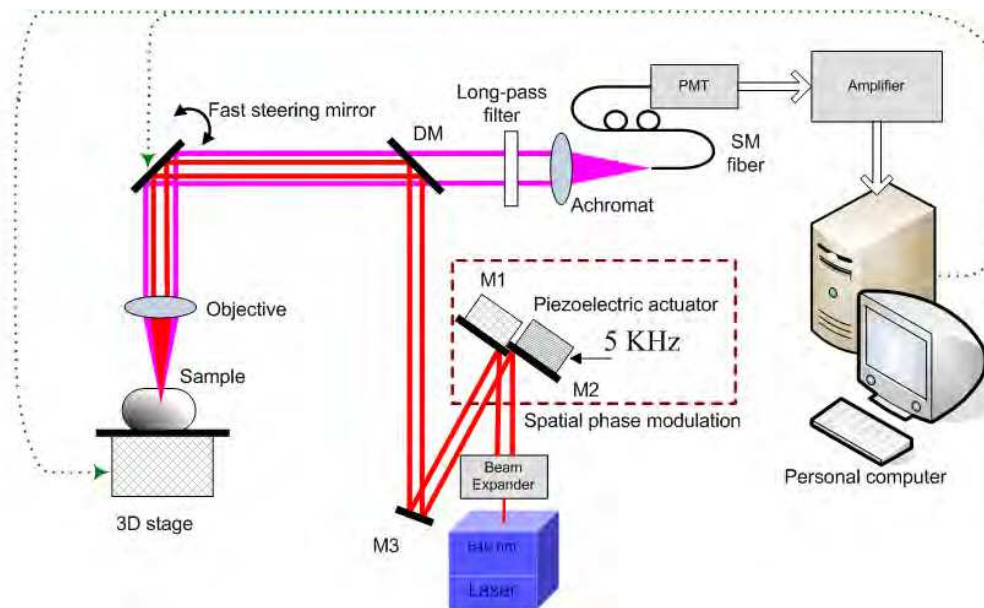 Fast steering mirror
DM
Long-pass
filter
PMT
Amplifier
SM
fiber
Achromat
Objective
M1
Piezoelectric actuator
5 KHz
M2
Sample
Spatial phase modulation
Beam
Expander
Personal computer
3D stage
M3
nm
Laser